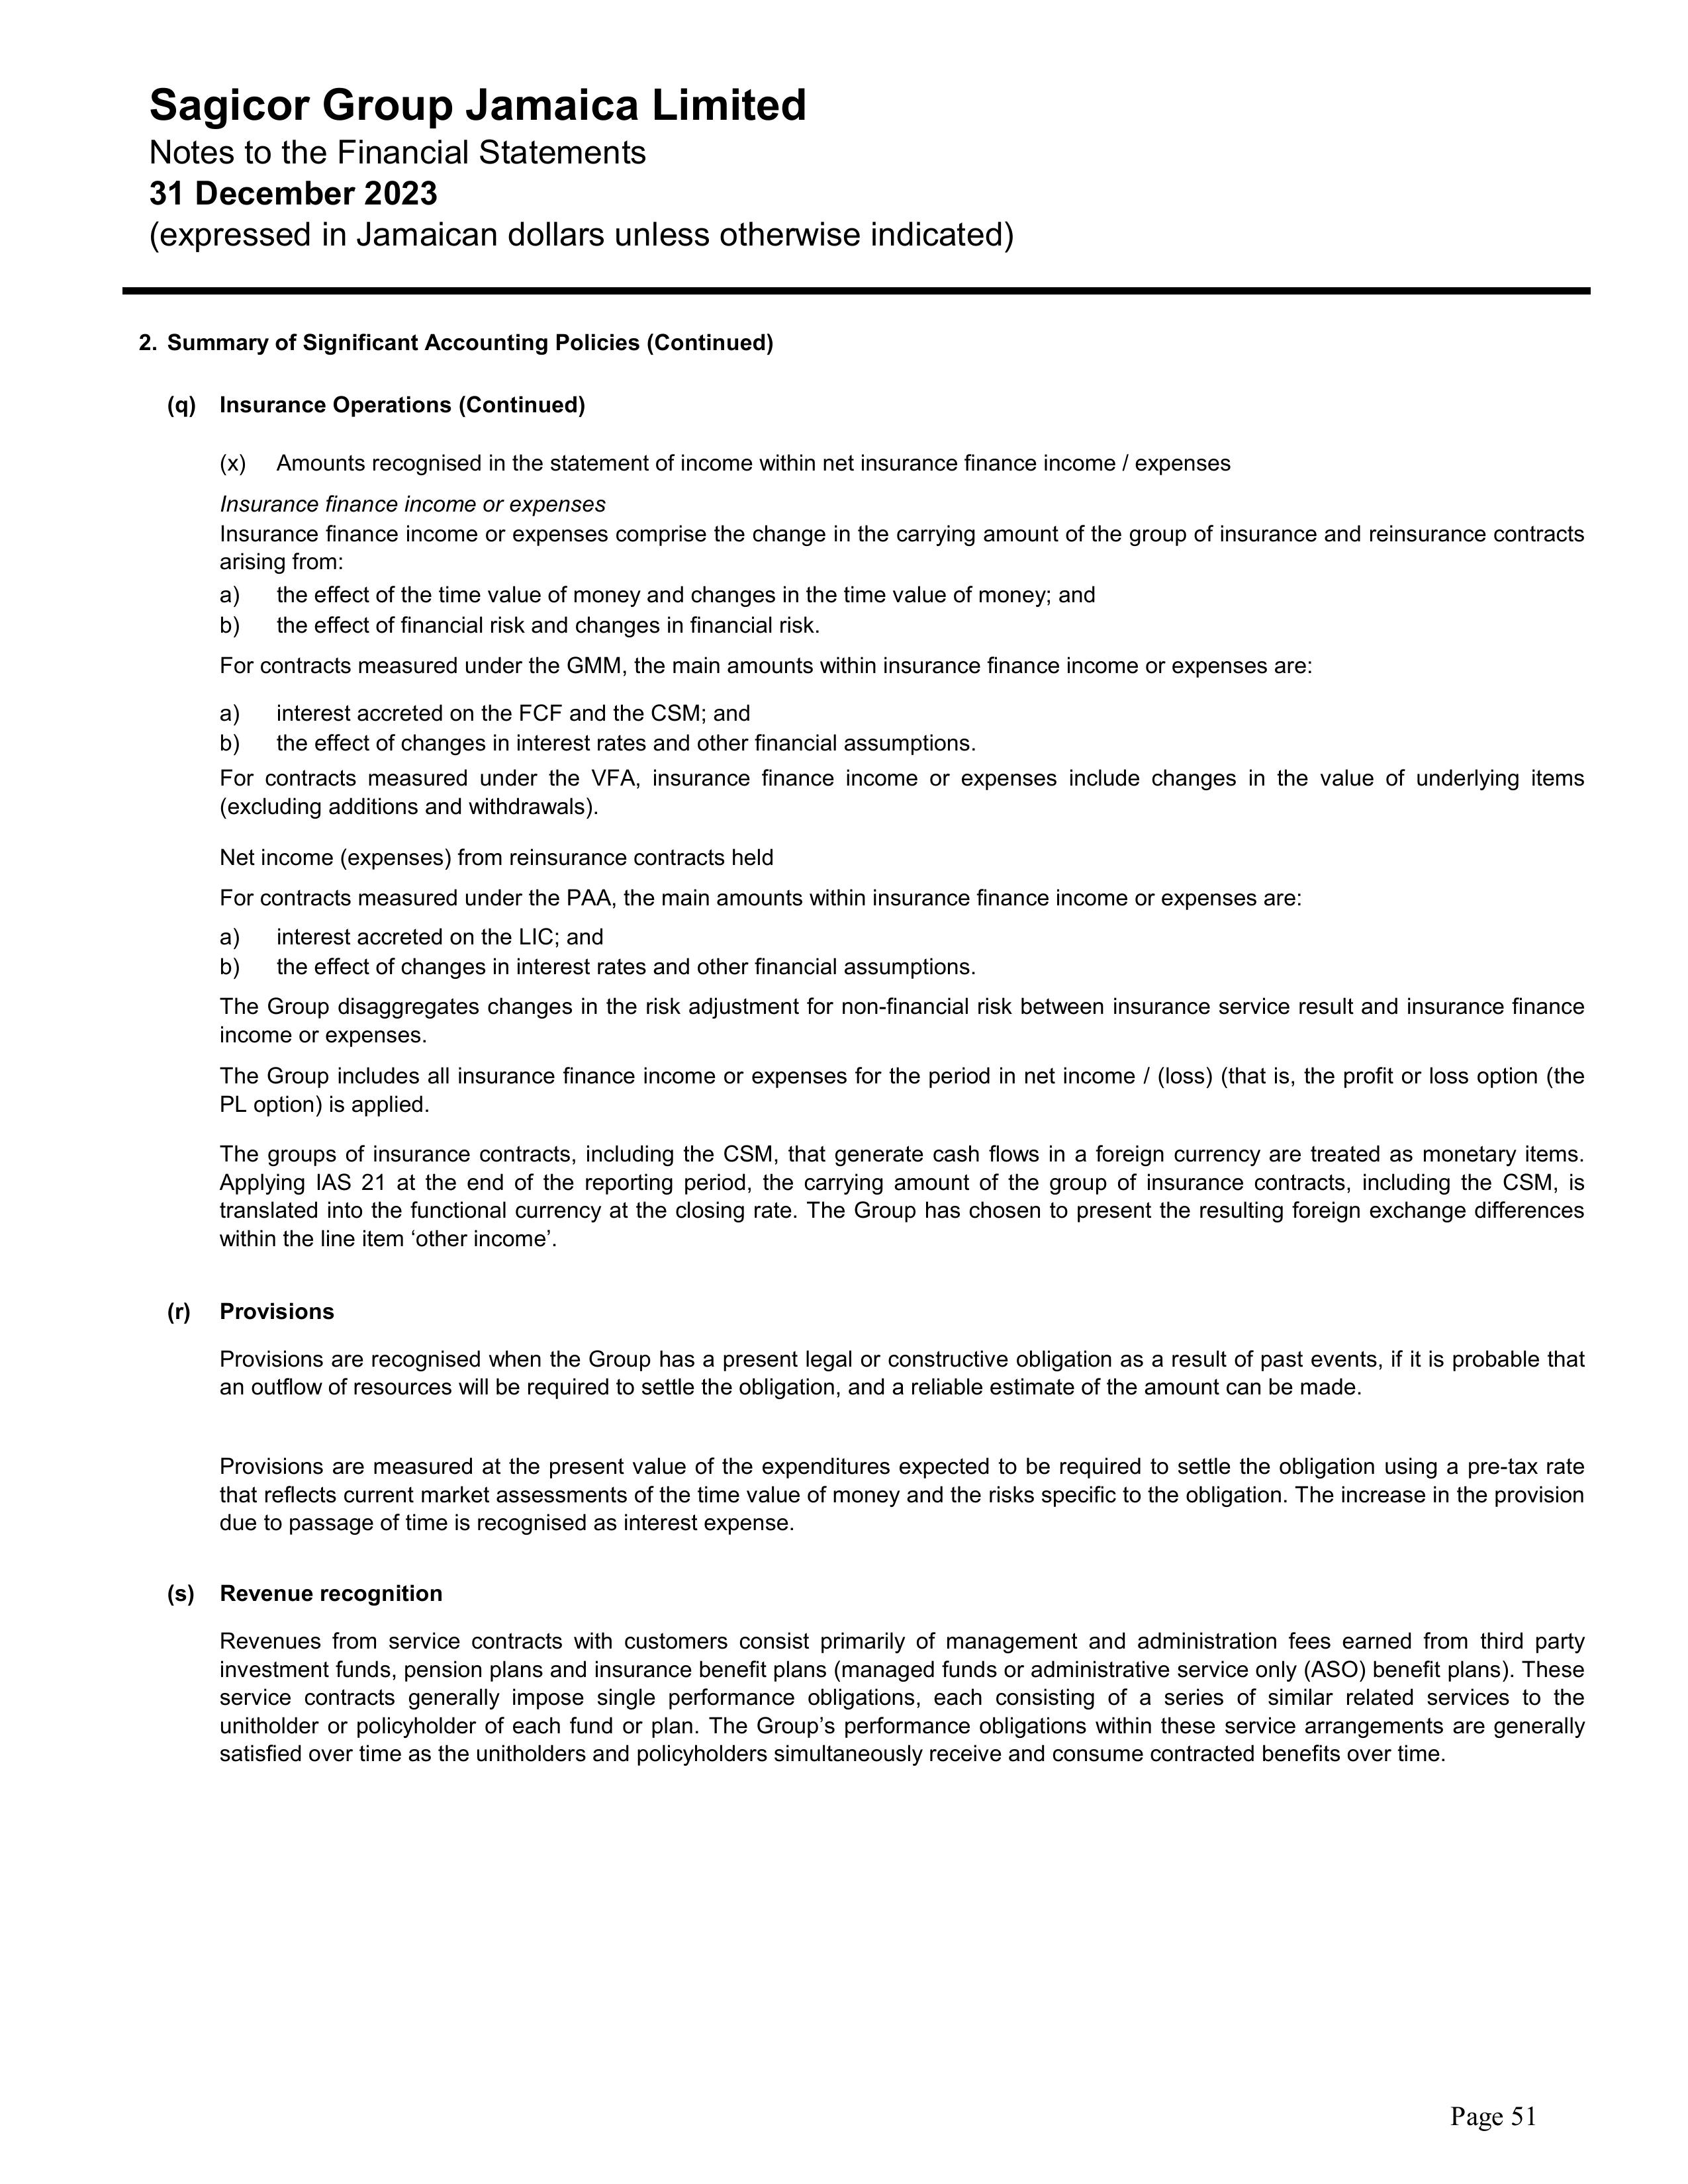 Sagicor Group Jamaica Limited
Notes to the Financial Statements
31 December 2023
(expressed in Jamaican dollars unless otherwise indicated)
2. Summary of Significant Accounting Policies (Continued)
(q) Insurance Operations (Continued)
(x) Amounts recognised in the statement of income within net insurance finance income / expenses
Insurance finance income or expenses
Insurance finance income or expenses comprise the change in the carrying amount of the group of insurance and reinsurance contracts
arising from:
a) the effect of the time value of money and changes in the time value of money; and
b) the effect of financial risk and changes in financial risk.
For contracts measured under the GMM, the main amounts within insurance finance income or expenses are:
a) interest accreted on the FCF and the CSM; and
b) the effect of changes in interest rates and other financial assumptions.
For contracts measured under the VFA, insurance finance income or expenses include changes in the value of underlying items
(excluding additions and withdrawals).
Net income (expenses) from reinsurance contracts held
For contracts measured under the PAA, the main amounts within insurance finance income or expenses are:
a) interest accreted on the LIC; and
b) the effect of changes in interest rates and other financial assumptions.
The Group disaggregates changes in the risk adjustment for non-financial risk between insurance service result and insurance finance
income or expenses.
The Group includes all insurance finance income or expenses for the period in net income / (loss) (that is, the profit or loss option (the
PL option) is applied.
The groups of insurance contracts, including the CSM, that generate cash flows in a foreign currency are treated as monetary items.
Applying IAS 21 at the end of the reporting period, the carrying amount of the group of insurance contracts, including the CSM, is
translated into the functional currency at the closing rate. The Group has chosen to present the resulting foreign exchange differences
within the line item ‘other income’.
(r) Provisions
Provisions are recognised when the Group has a present legal or constructive obligation as a result of past events, if it is probable that
an outflow of resources will be required to settle the obligation, and a reliable estimate of the amount can be made.
Provisions are measured at the present value of the expenditures expected to be required to settle the obligation using a pre-tax rate
that reflects current market assessments of the time value of money and the risks specific to the obligation. The increase in the provision
due to passage of time is recognised as interest expense.
(s) Revenue recognition
Revenues from service contracts with customers consist primarily of management and administration fees earned from third party
investment funds, pension plans and insurance benefit plans (managed funds or administrative service only (ASO) benefit plans). These
service contracts generally impose single performance obligations, each consisting of a series of similar related services to the
unitholder or policyholder of each fund or plan. The Group’s performance obligations within these service arrangements are generally
satisfied over time as the unitholders and policyholders simultaneously receive and consume contracted benefits over time.
Page 51